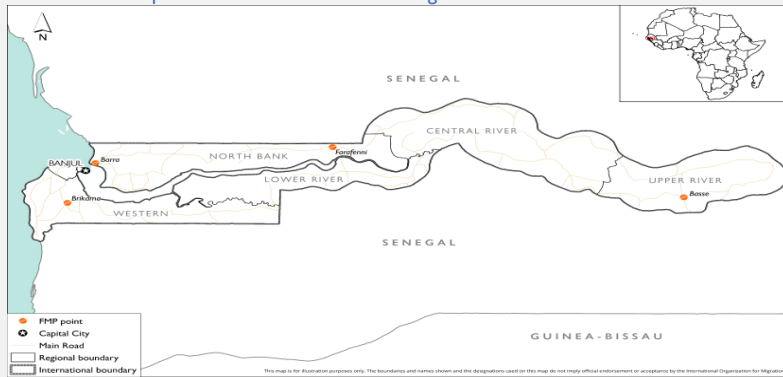 N
SENEGAL
CENTRAL RIVER
Farafenni
NORTH BANK
Barra
BANJUL
LOWER RIVER
UPPER RIVER
Basse
Brikama
WESTERN
SENEGAL
FMP point
Capital City
Main Road
Regional boundary
International boundary
GUINEA-BISSAU
This map is for illustration purposes only. The boundaries and names shown and the designations used on this map do not imply official endorsement or acceptance by the International Organization for Migration